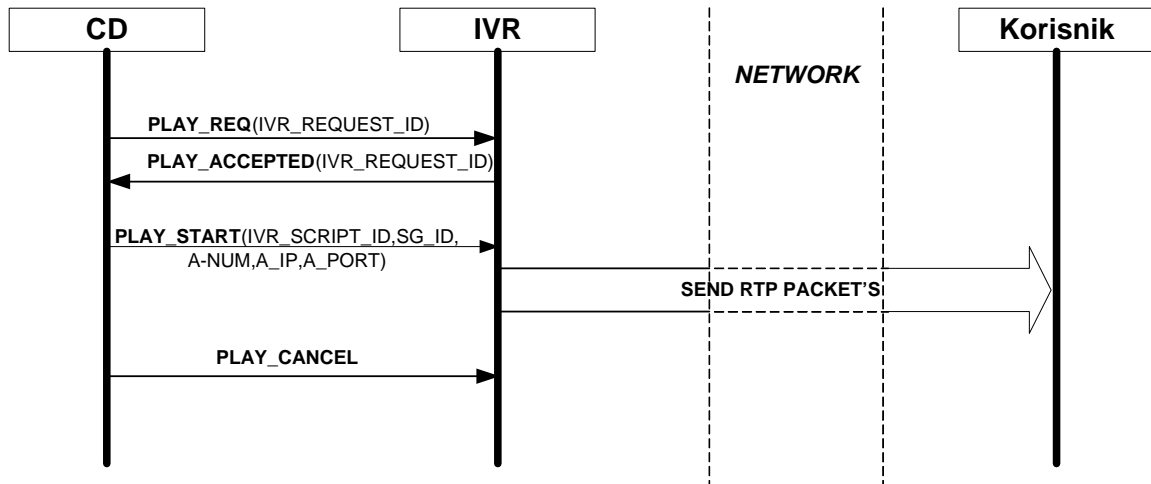 CD
IVR
Korisnik
NETWORK
PLAY_REQ(IVR_REQUEST_ID)
PLAY_ACCEPTED(IVR_REQUEST_ID)
PLAY_START(IVR_SCRIPT_ID,SG_ID,
A-NUM,A_IP,A_PORT)
SEND RTP PACKET'S
PLAY_CANCEL